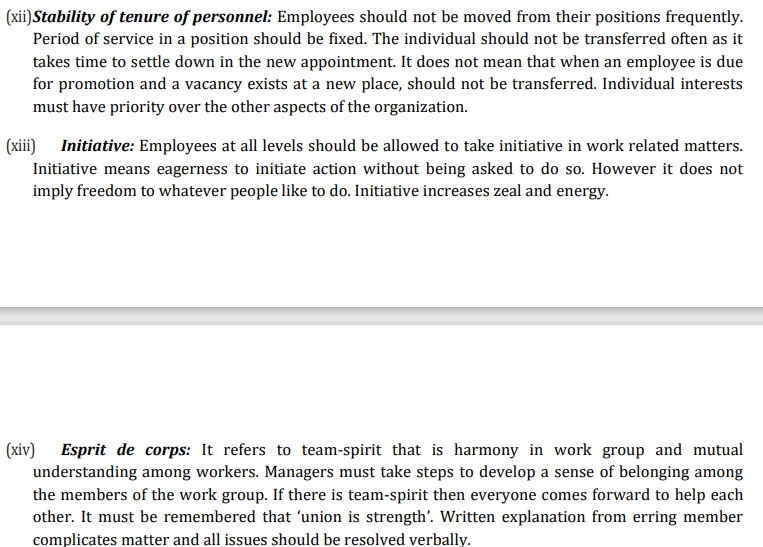 (xii)Stability of tenure of personnel: Employees should not be moved from their positions frequently.
Period of service in a position should be fixed. The individual should not be transferred often as it
takes time to settle down in the new appointment. It does not mean that when an employee is due
for promotion and a vacancy exists at a new place, should not be transferred. Individual interests
must have priority over the other aspects of the organization.
(xiii) Initiative: Employees at all levels should be allowed to take initiative in work related matters.
Initiative means eagerness to initiate action without being asked to do so. However it does not
imply freedom to whatever people like to do. Initiative increases zeal and energy.
(xiv) Esprit de corps: It refers to team-spirit that is harmony in work group and mutual
understanding among workers. Managers must take steps to develop a sense of belonging among
the members of the work group. If there is team-spirit then everyone comes forward to help each
other. It must be remembered that ‘union is strength’. Written explanation from erring member
complicates matter and all issues should be resolved verbally.